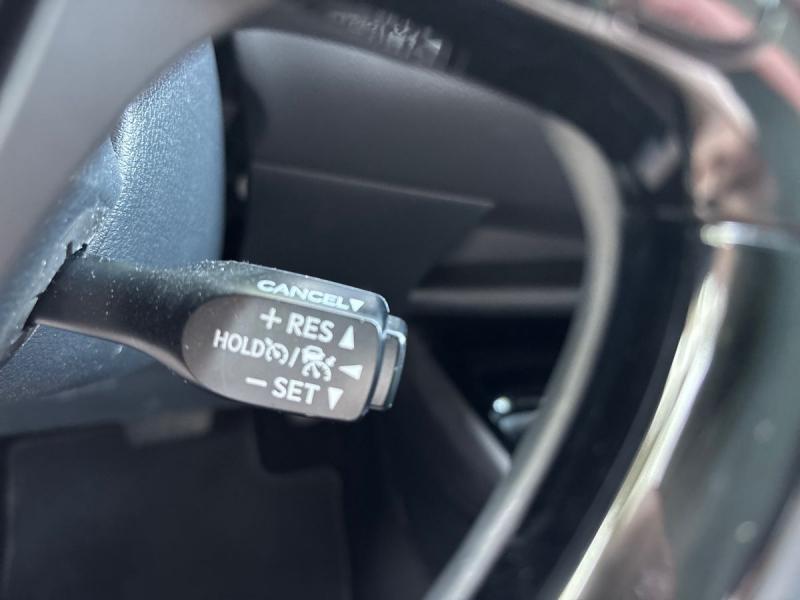 CANCEL▼
+ RES ▲
HOLD / ◀
− SET ▼